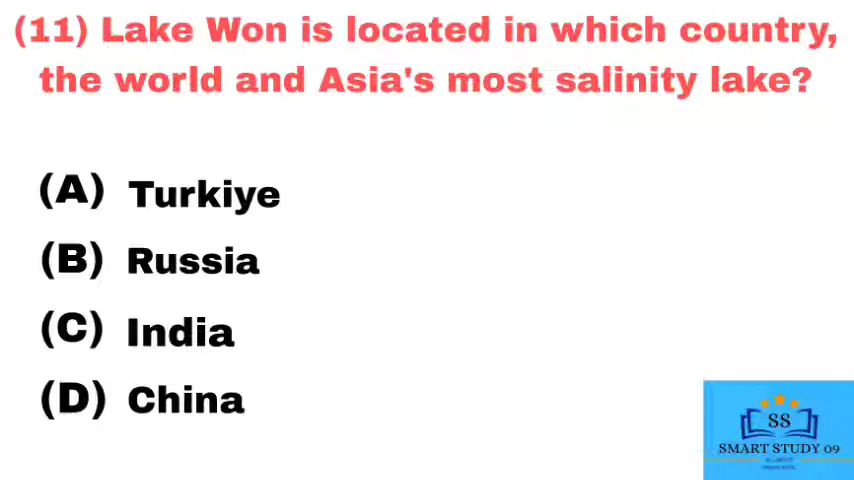 (11) Lake Won is located in which country,
the world and Asia's most salinity lake?
(A) Turkiye
(B) Russia
(C) India
(D) China
SS
SMART STUDY 09